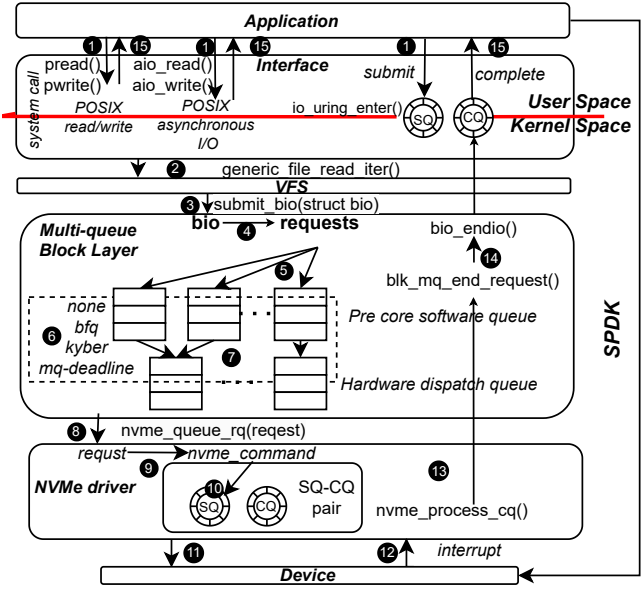 Application
1 15 1 15 1 15
pread() aio_read() Interface
pwrite() aio_write() submit complete
system call
POSIX POSIX io_uring_enter() SQ CQ User Space
read/write asynchronous Kernel Space
I/O
2 generic_file_read_iter()
VFS
3 submit_bio(struct bio)
bio 4 requests
Multi-queue
Block Layer
bio_endio()
14
5 blk_mq_end_request()
none
bfq
6 kyber
mq-deadline
Pre core software queue
7
Hardware dispatch queue
SPDK
8 nvme_queue_rq(reqest)
requst 9 nvme_command
13
NVMe driver
10
SQ CQ
SQ-CQ
pair
nvme_process_cq()
11 12 interrupt
Device